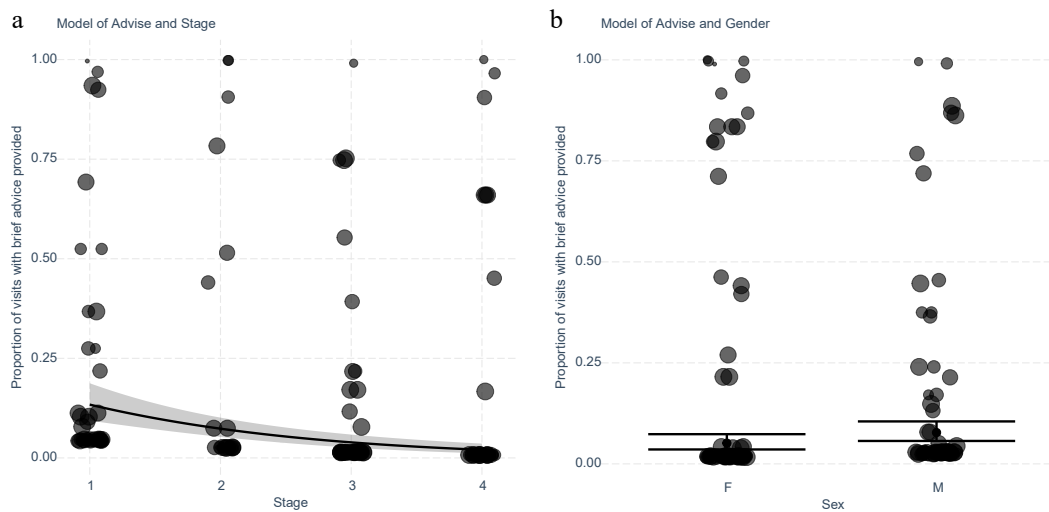 a
Model of Advise and Stage
Proportion of visits with brief advice provided
1.00
0.75
0.50
0.25
0.00
1 2 3 4
Stage
b
Model of Advise and Gender
Proportion of visits with brief advice provided
1.00
0.75
0.50
0.25
0.00
F M
Sex